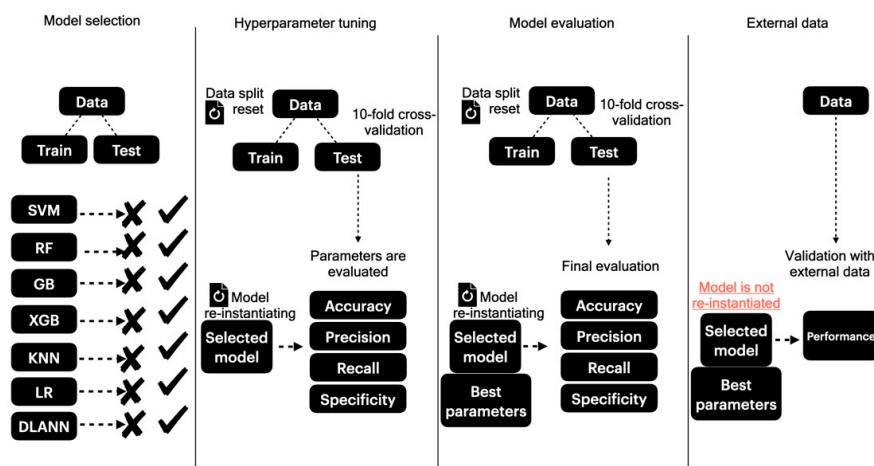 Model selection
Data
Train
Test
SVM
RF
GB
XGB
KNN
LR
DLANN
Hyperparameter tuning
Data split
reset
Data
10-fold cross-
validation
Train
Test
Parameters are
evaluated
Model
re-instantiating
Selected
model
Accuracy
Precision
Recall
Specificity
Model evaluation
Data split
reset
Data
10-fold cross-
validation
Train
Test
Final evaluation
Model
re-instantiating
Selected
model
Best
parameters
Accuracy
Precision
Recall
Specificity
External data
Data
Validation with
external data
Model is not
re-instantiated
Selected
model
Best
parameters
Performance